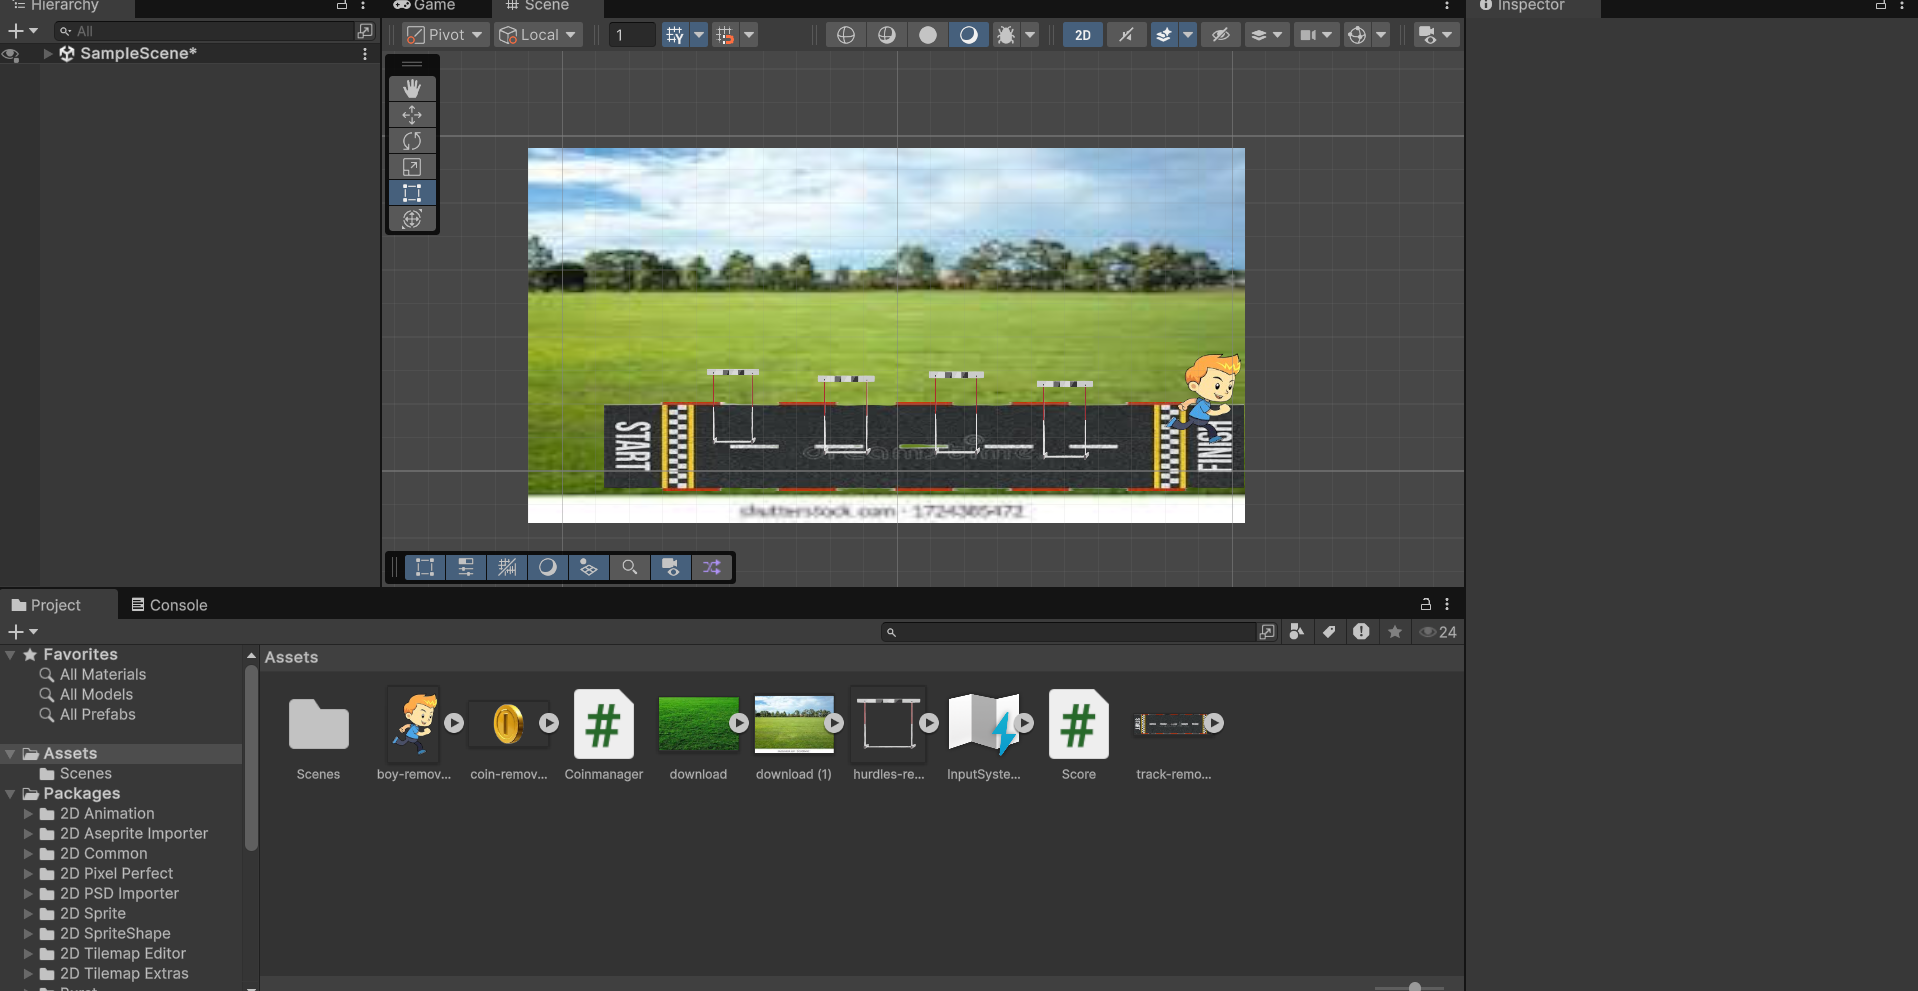 Hierarchy
Game
Scene
Inspector
All
Pivot
Local
1
2D
SampleScene*
START
FINISH
dreamstime
shutterstock.com · 1724385472
Project
Console
24
Favorites
All Materials
All Models
All Prefabs
Assets
Scenes
Packages
2D Animation
2D Aseprite Importer
2D Common
2D Pixel Perfect
2D PSD Importer
2D Sprite
2D SpriteShape
2D Tilemap Editor
2D Tilemap Extras
Assets
Scenes
boy-remov...
coin-remov...
Coinmanager
download
download (1)
hurdles-re...
InputSyste...
Score
track-remo...